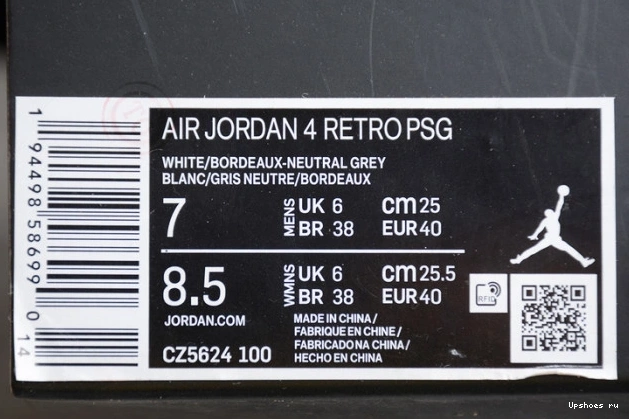 AIR JORDAN 4 RETRO PSG
WHITE/BORDEAUX-NEUTRAL GREY
BLANC/GRIS NEUTRE/BORDEAUX
7 MENS UK 6 cm 25
BR 38 EUR 40
8.5 WMNS UK 6 cm 25.5
BR 38 EUR 40
JORDAN.COM
MADE IN CHINA/
FABRIQUE EN CHINE/
FABRICADO NA CHINA/
HECHO EN CHINA
CZ5624 100
RFID
1 94498 58699 0 14
Upshoes ru